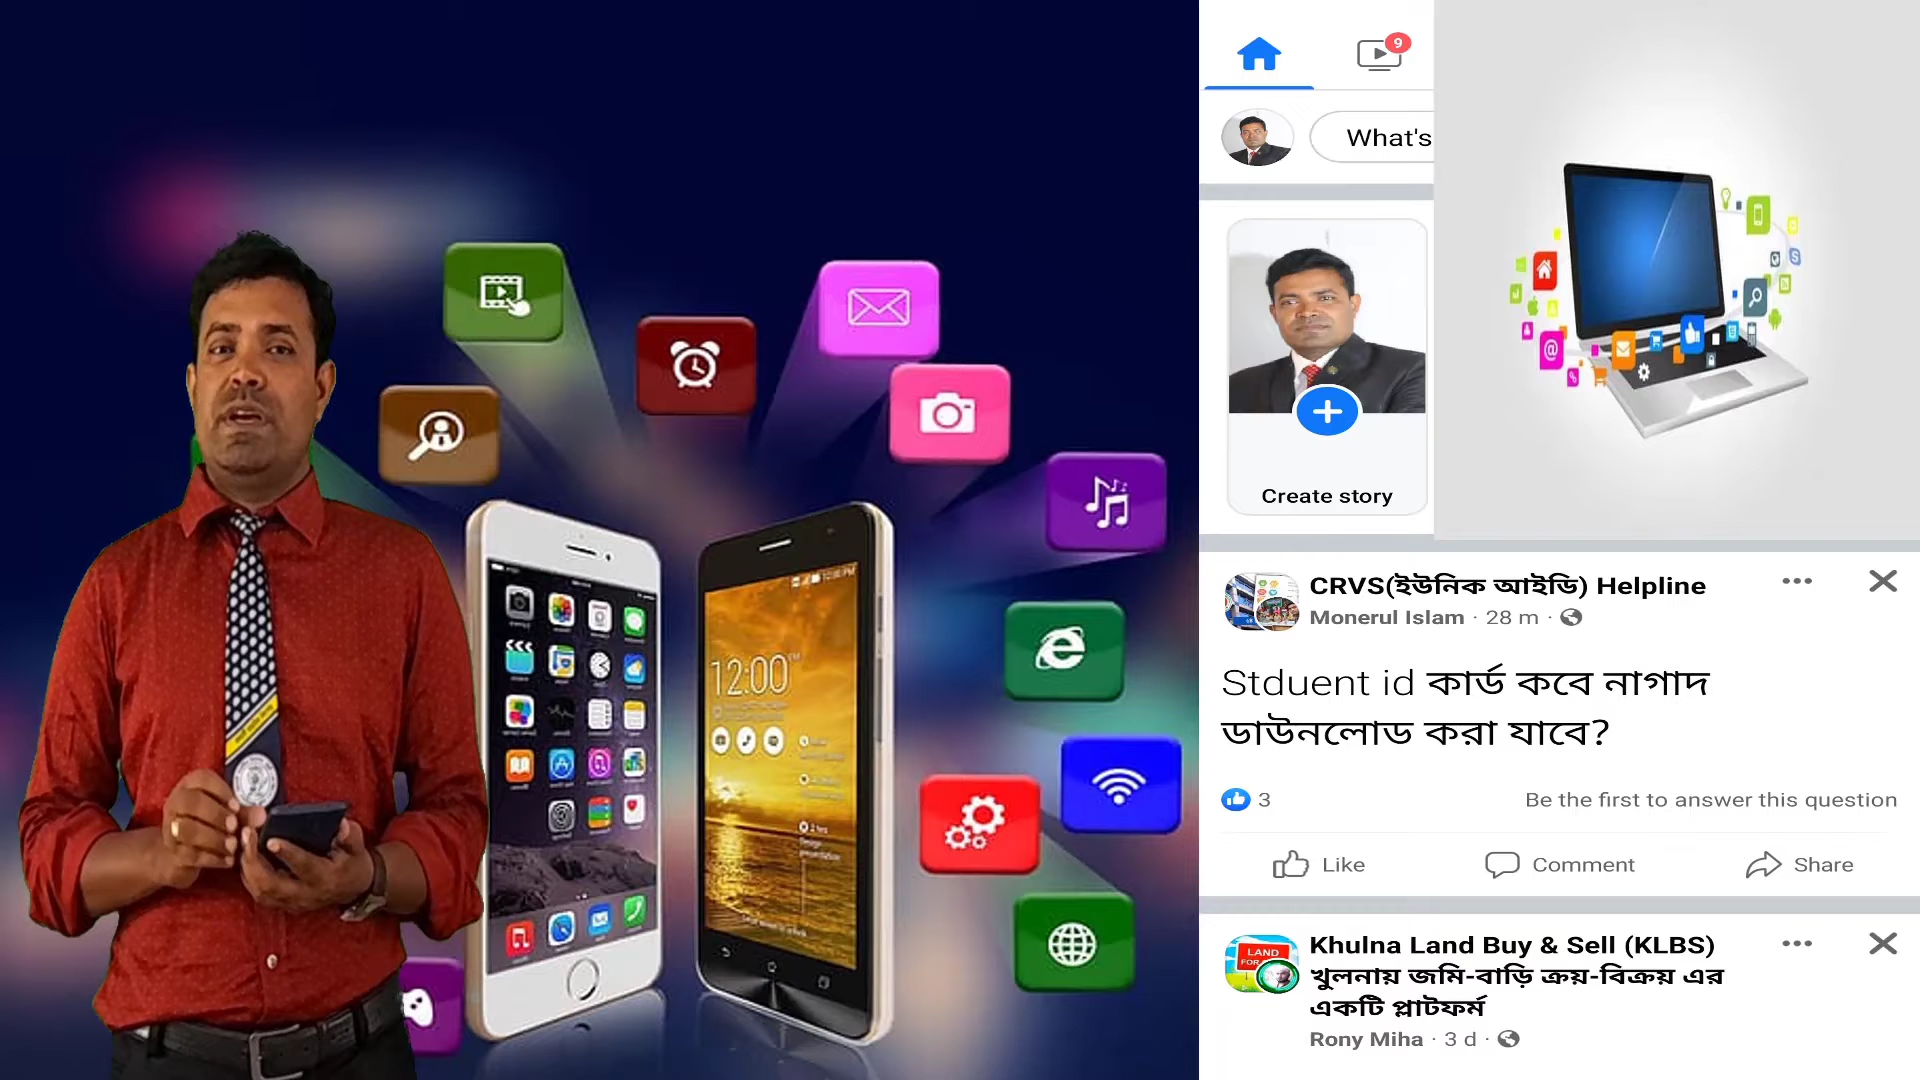 9
What's
Create story
CRVS(ইউনিক আইডি) Helpline
Monerul Islam · 28 m ·
Stduent id কার্ড কবে নাগাদ
ডাউনলোড করা যাবে?
3
Be the first to answer this question
Like
Comment
Share
Khulna Land Buy & Sell (KLBS)
খুলনায় জমি-বাড়ি ক্রয়-বিক্রয় এর
একটি প্লাটফর্ম
Rony Miha · 3 d ·
LAND
12:00